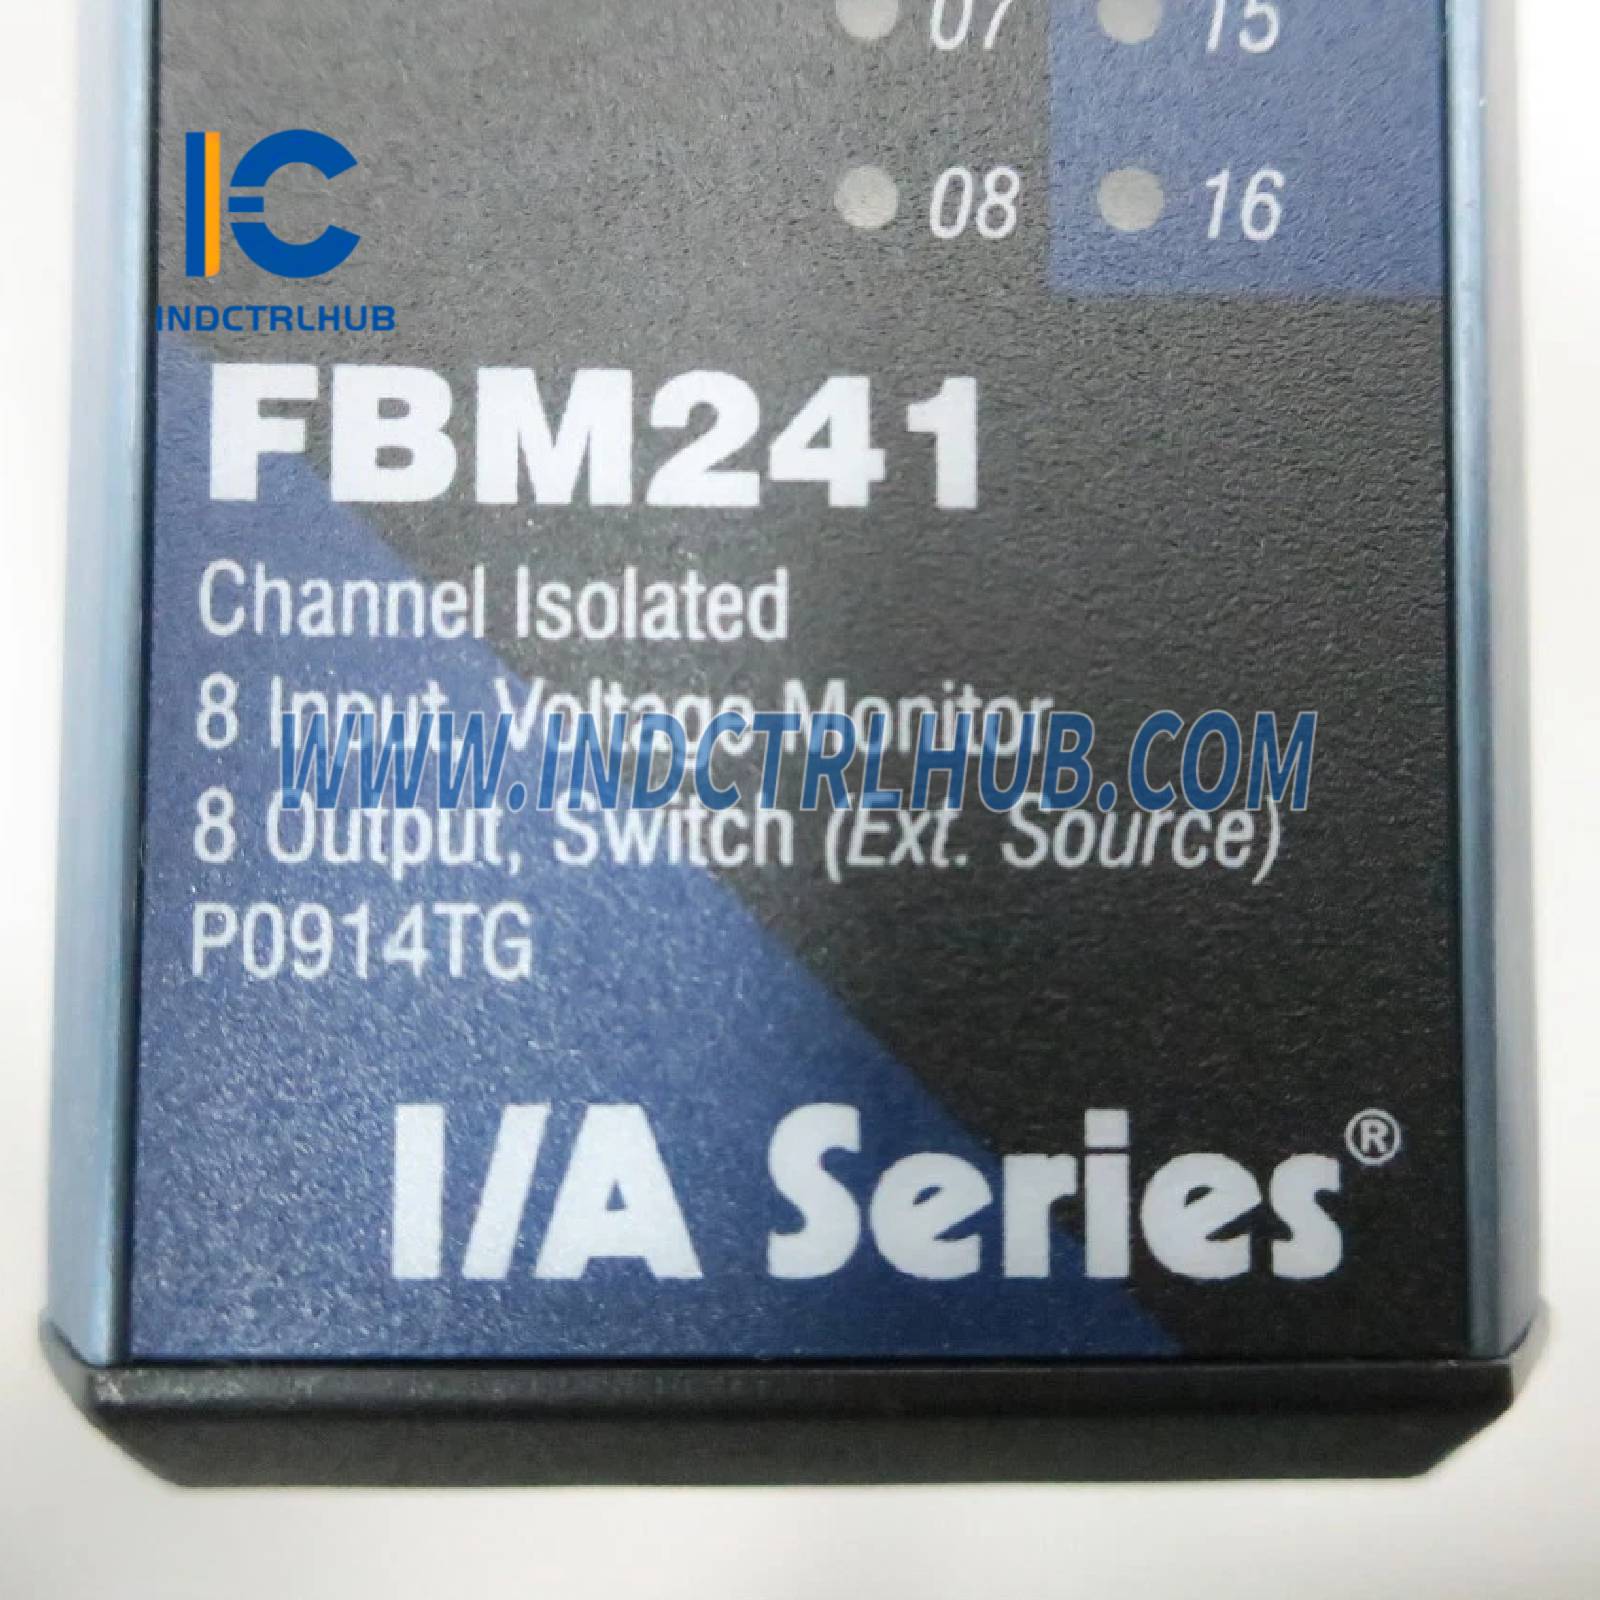 07 15
08 16
INDCTRLHUB
FBM241
Channel Isolated
8 Input, Voltage Monitor
WWW.INDCTRLHUB.COM
8 Output, Switch (Ext. Source)
P0914TG
I/A Series®